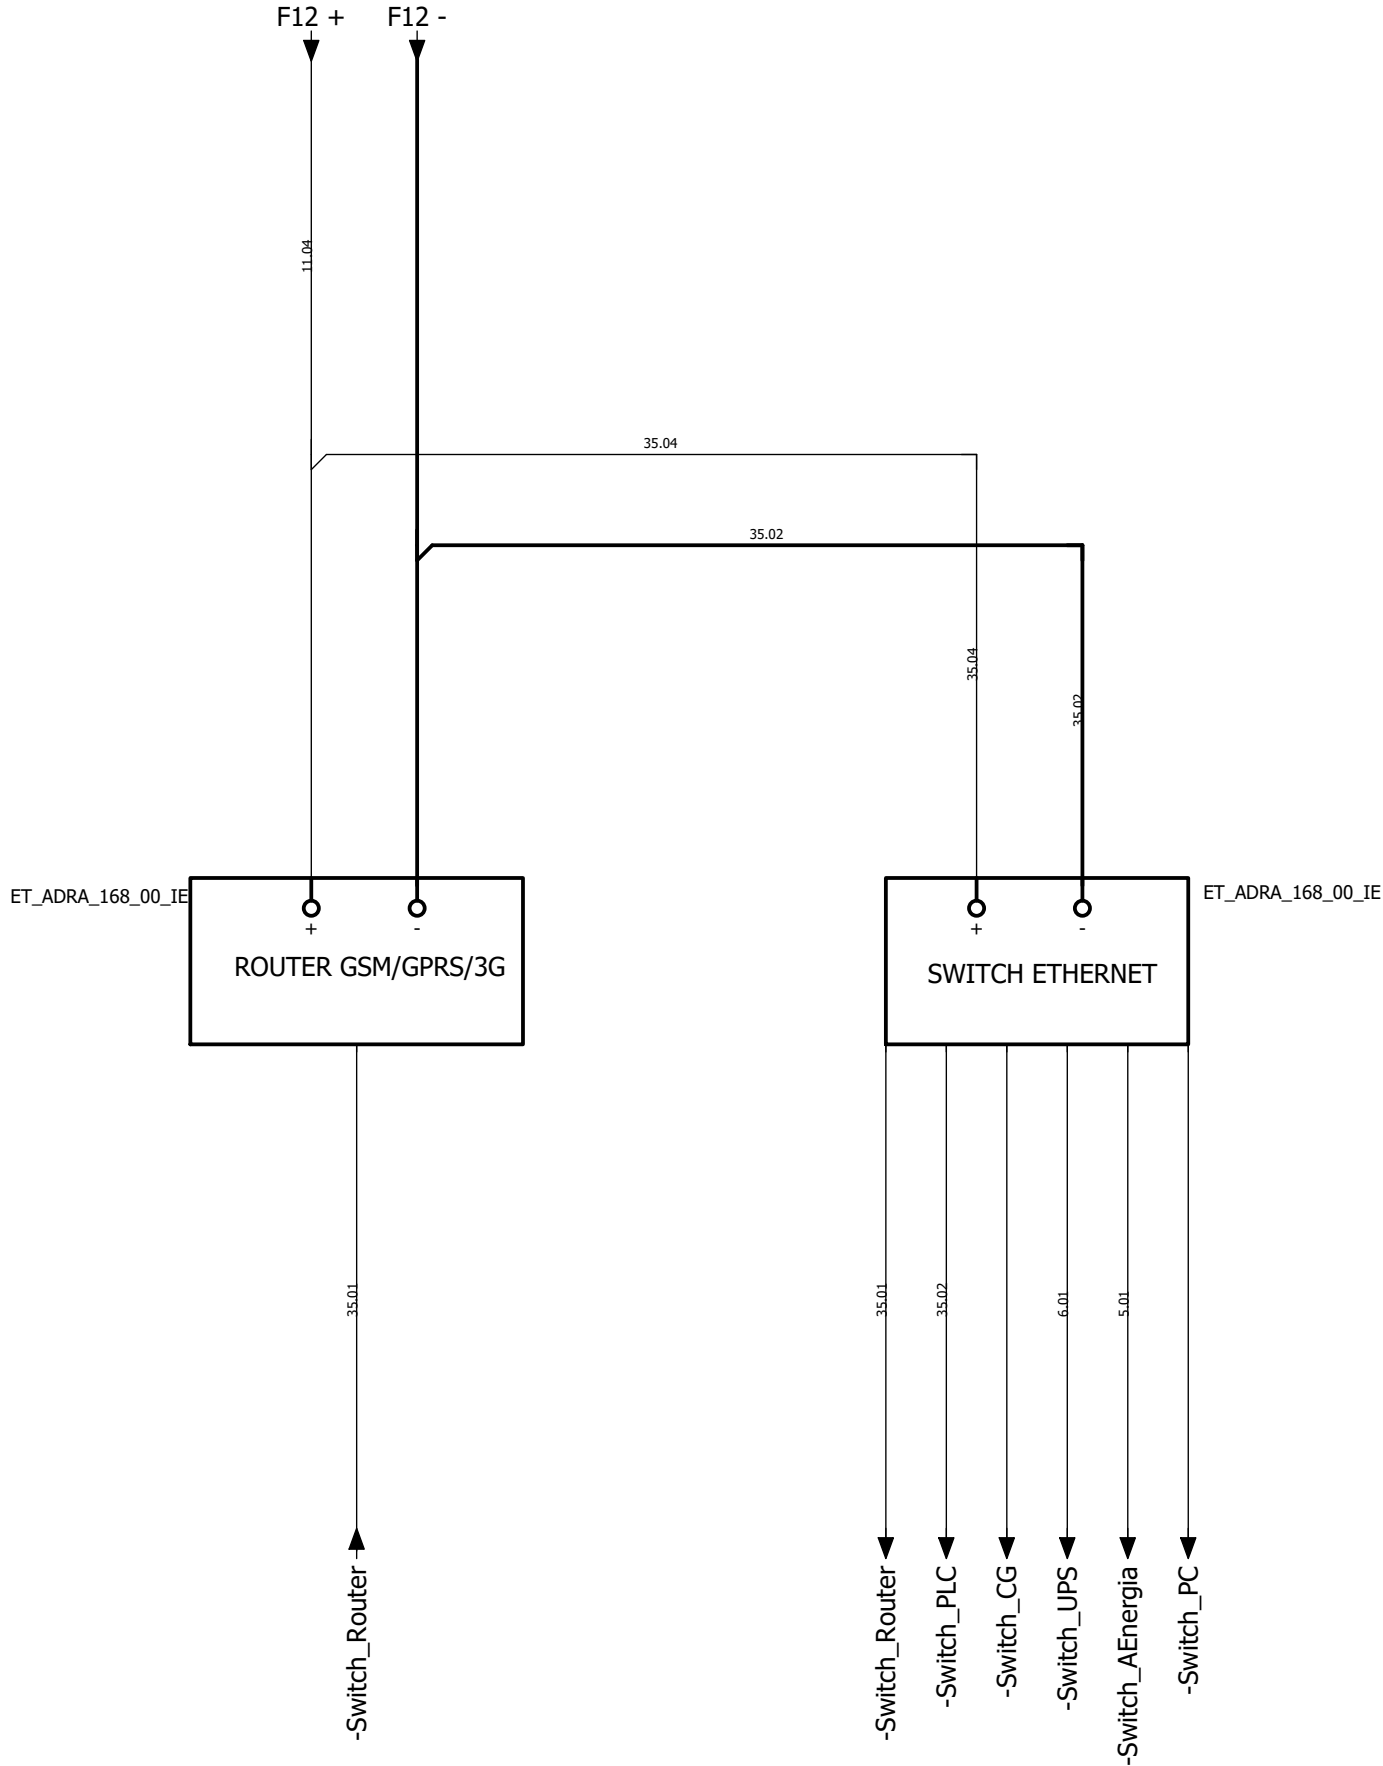 F12 +
F12 -
11.04
35.04
35.02
35.04
35.02
ET_ADRA_168_00_IE
ET_ADRA_168_00_IE
+
-
+
-
ROUTER GSM/GPRS/3G
SWITCH ETHERNET
35.01
35.01
35.02
6.01
5.01
-Switch_Router
-Switch_Router
-Switch_PLC
-Switch_CG
-Switch_UPS
-Switch_AEnergia
-Switch_PC